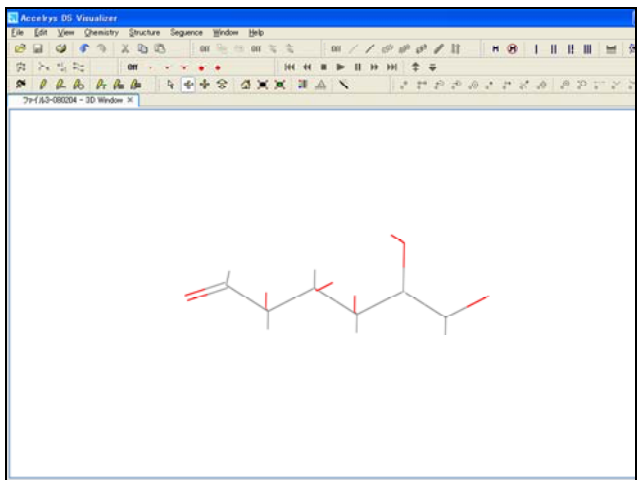 Accelrys DS Visualizer
File Edit View Chemistry Structure Sequence Window Help
Off
ファイル3-080204 - 3D Window ×